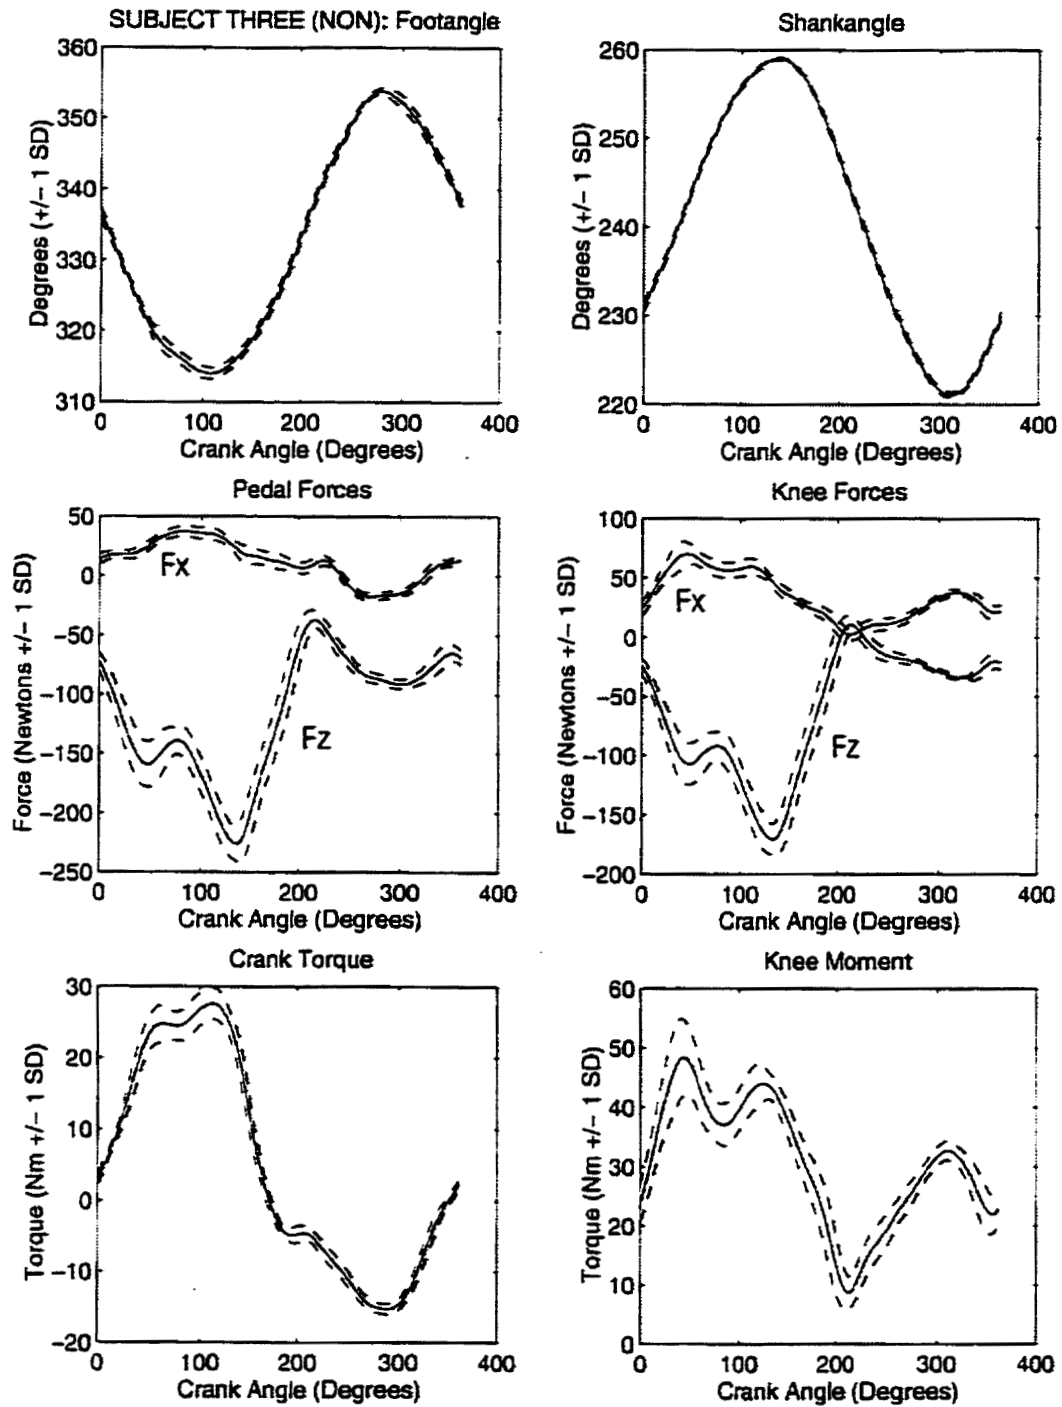 SUBJECT THREE (NON): Footangle
360
350
340
330
320
310
Degrees (+/− 1 SD)
0 100 200 300 400
Crank Angle (Degrees)
Shankangle
260
250
240
230
220
Degrees (+/− 1 SD)
0 100 200 300 400
Crank Angle (Degrees)
Pedal Forces
50
0
−50
−100
−150
−200
−250
Force (Newtons +/− 1 SD)
Fx
Fz
0 100 200 300 400
Crank Angle (Degrees)
Knee Forces
100
50
0
−50
−100
−150
−200
Force (Newtons +/− 1 SD)
Fx
Fz
0 100 200 300 400
Crank Angle (Degrees)
Crank Torque
30
20
10
0
−10
−20
Torque (Nm +/− 1 SD)
0 100 200 300 400
Crank Angle (Degrees)
Knee Moment
60
50
40
30
20
10
0
Torque (Nm +/− 1 SD)
0 100 200 300 400
Crank Angle (Degrees)